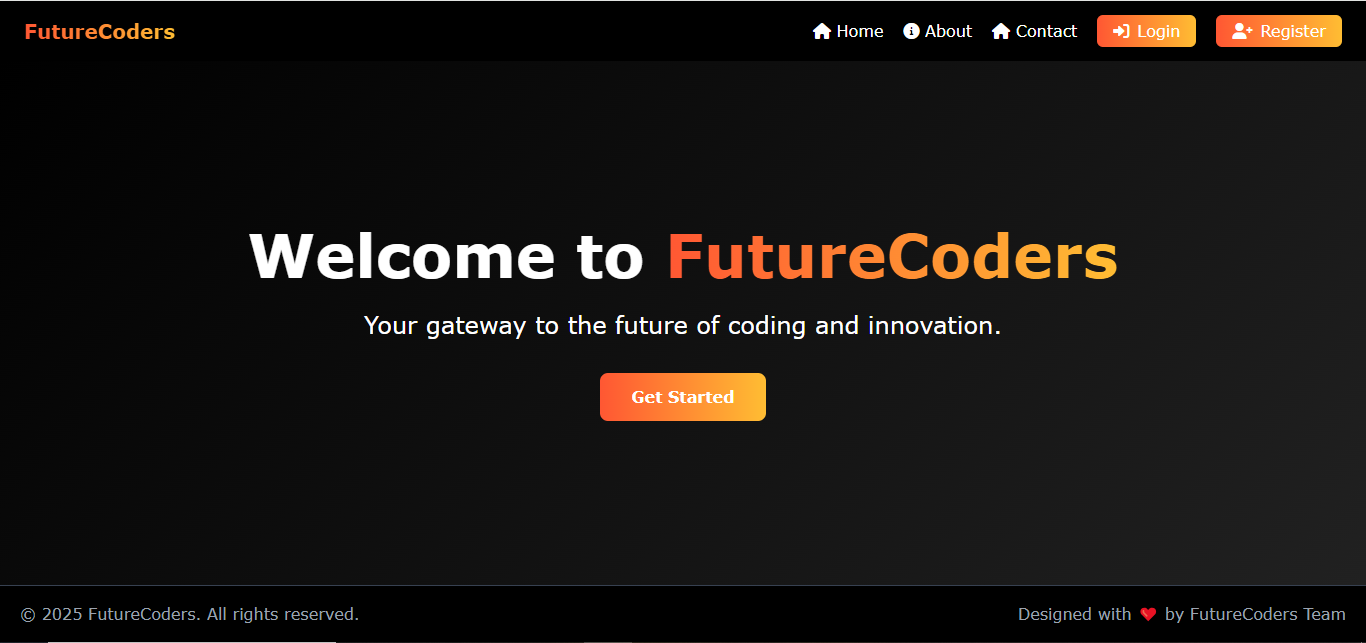 FutureCoders Home About Contact Login Register
Welcome to FutureCoders
Your gateway to the future of coding and innovation.
Get Started
© 2025 FutureCoders. All rights reserved. Designed with ❤️ by FutureCoders Team